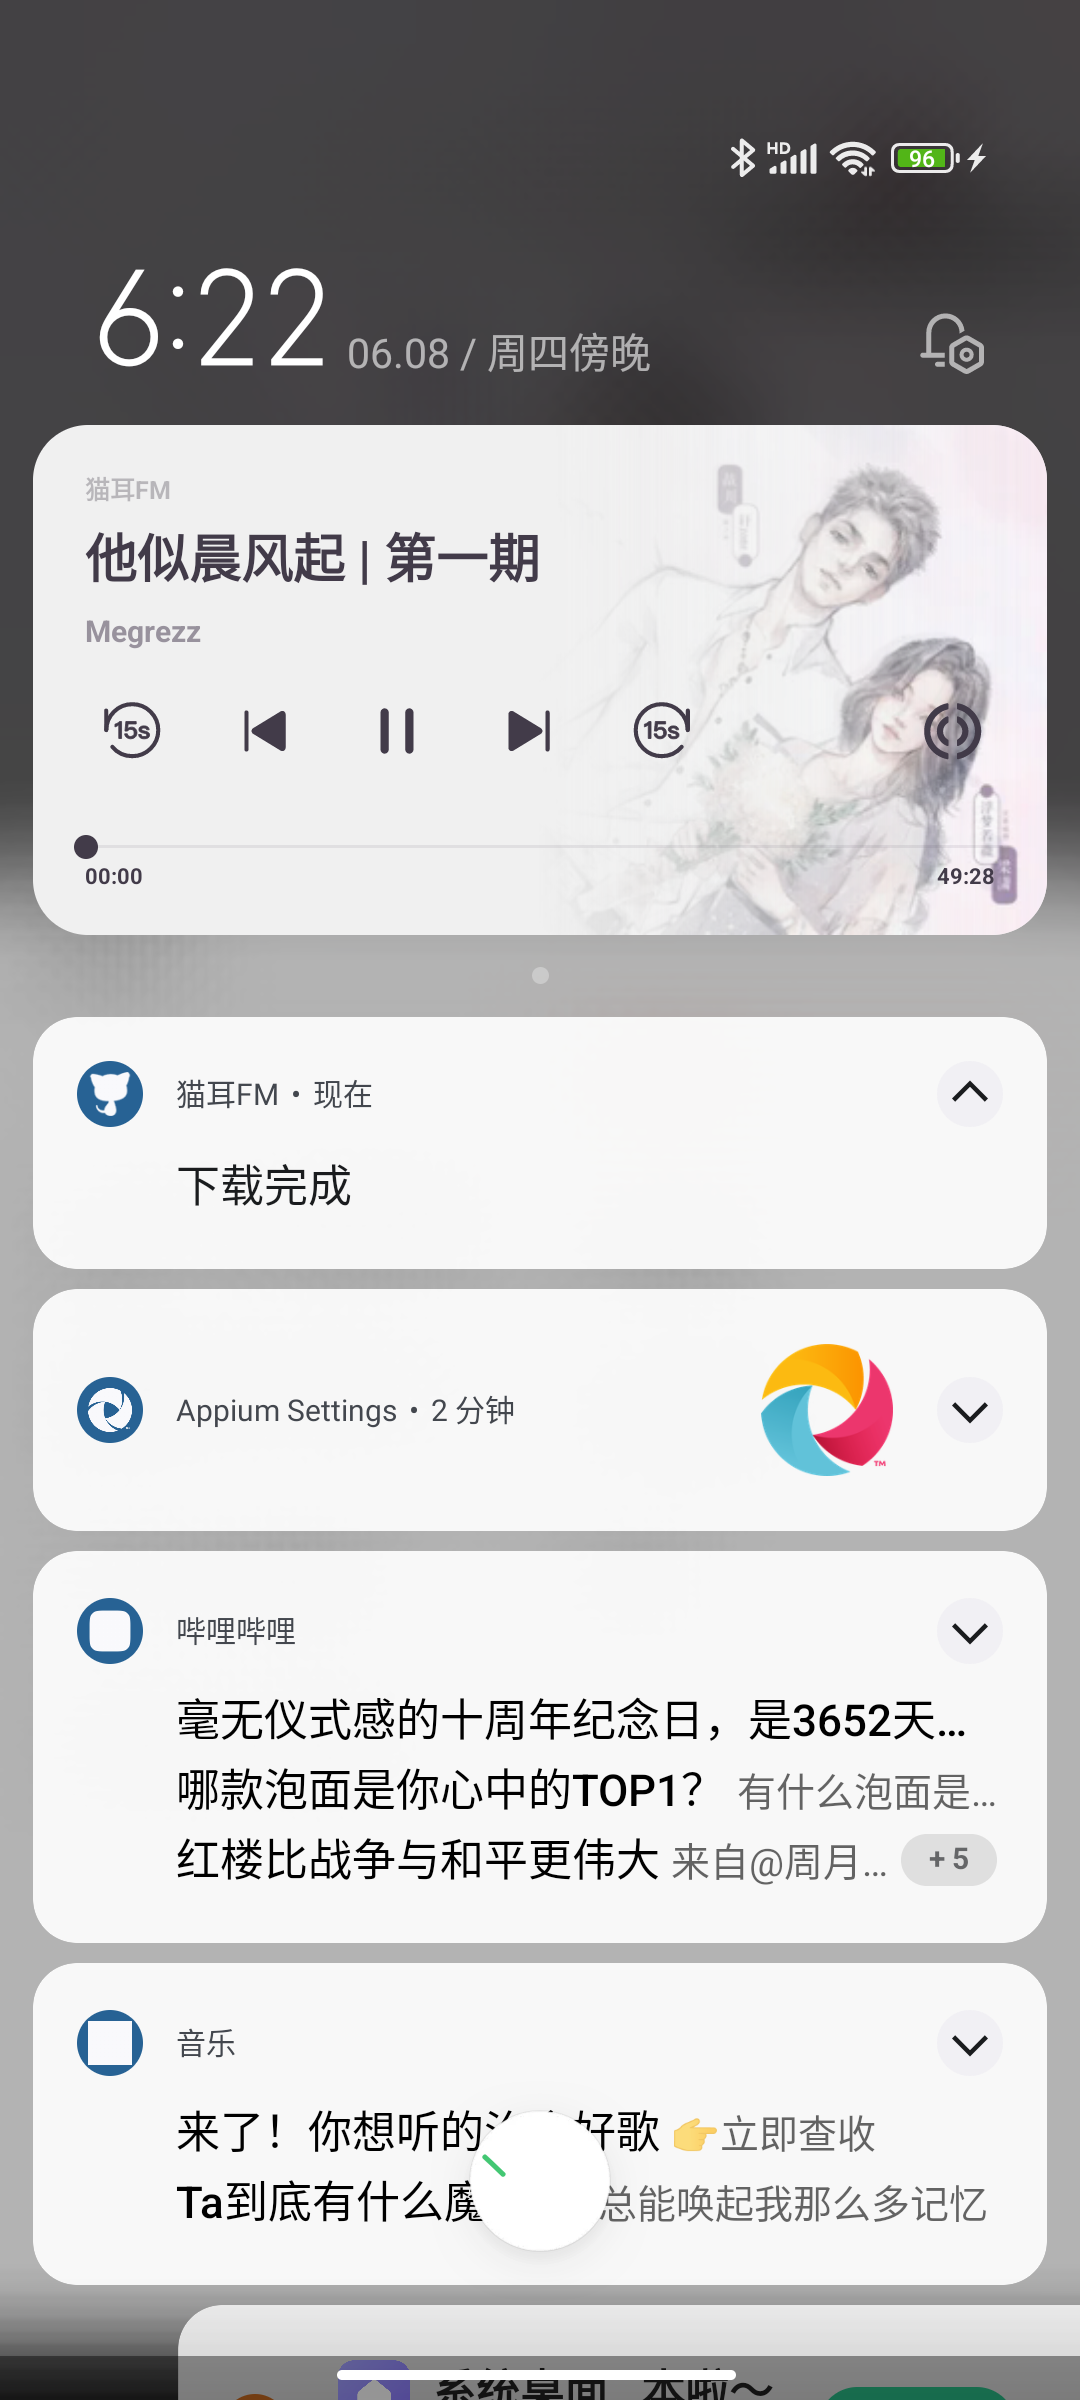 HD
96
6:22 06.08 / 周四傍晚
猫耳FM
他似晨风起 | 第一期
Megrezz
15s
15s
00:00
49:28
猫耳FM • 现在
下载完成
Appium Settings • 2 分钟
TM
哔哩哔哩
毫无仪式感的十周年纪念日，是3652天…
哪款泡面是你心中的TOP1？ 有什么泡面是…
红楼比战争与和平更伟大 来自@周月… + 5
音乐
来了！你想听的 好歌 👉立即查收
Ta到底有什么魔 总能唤起我那么多记忆
系统桌面